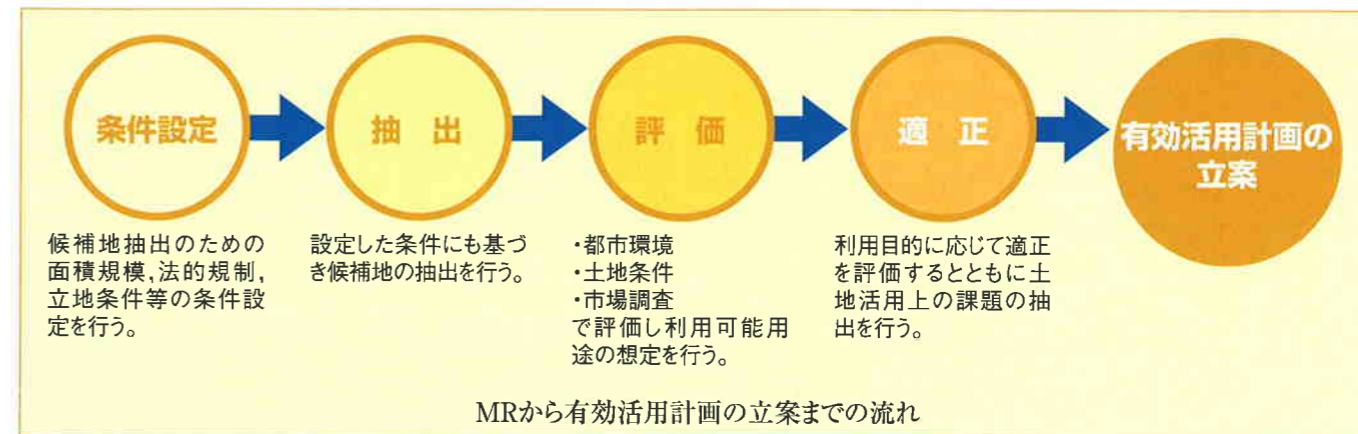 条件設定
抽 出
評 価
適 正
有効活用計画の
立案
候補地抽出のための
面積規模,法的規制,
立地条件等の条件設
定を行う。
設定した条件にも基づ
き候補地の抽出を行う。
・都市環境
・土地条件
・市場調査
で評価し利用可能用
途の想定を行う。
利用目的に応じて適正
を評価するとともに土
地活用上の課題の抽
出を行う。
MRから有効活用計画の立案までの流れ